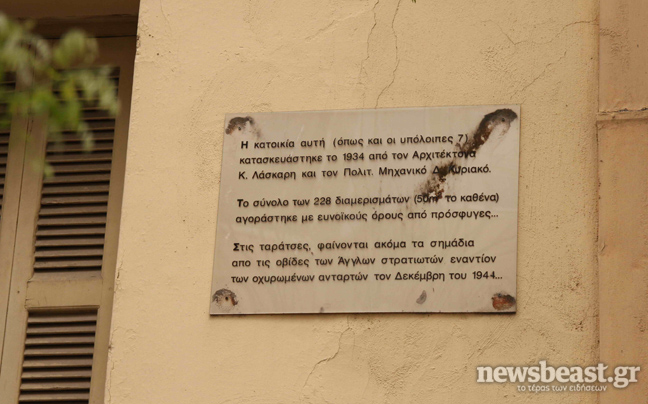 Η κατοικία αυτή (όπως και οι υπόλοιπες 7)
κατασκευάστηκε το 1934 από τον Αρχιτέκτονα
Κ. Λάσκαρη και τον Πολιτ. Μηχανικό Δ. Κυριακό.
Το σύνολο των 228 διαμερισμάτων (50m² το καθένα)
αγοράστηκε με ευνοϊκούς όρους από πρόσφυγες...
Στις ταράτσες, φαίνονται ακόμα τα σημάδια
απο τις οβίδες των Άγγλων στρατιωτών εναντίον
των οχυρωμένων ανταρτών τον Δεκέμβρη του 1944...
newsbeast.gr
το τέρας των ειδήσεων